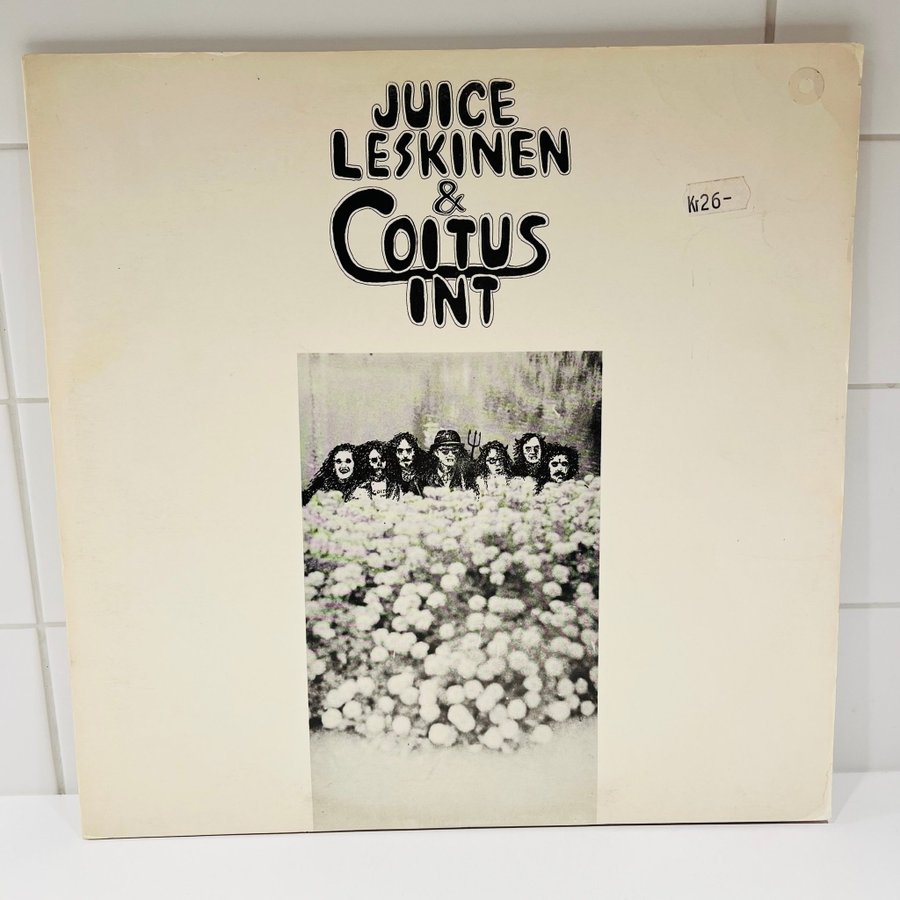 JUICE
LESKINEN
&
COITUS
INT
Kr26-